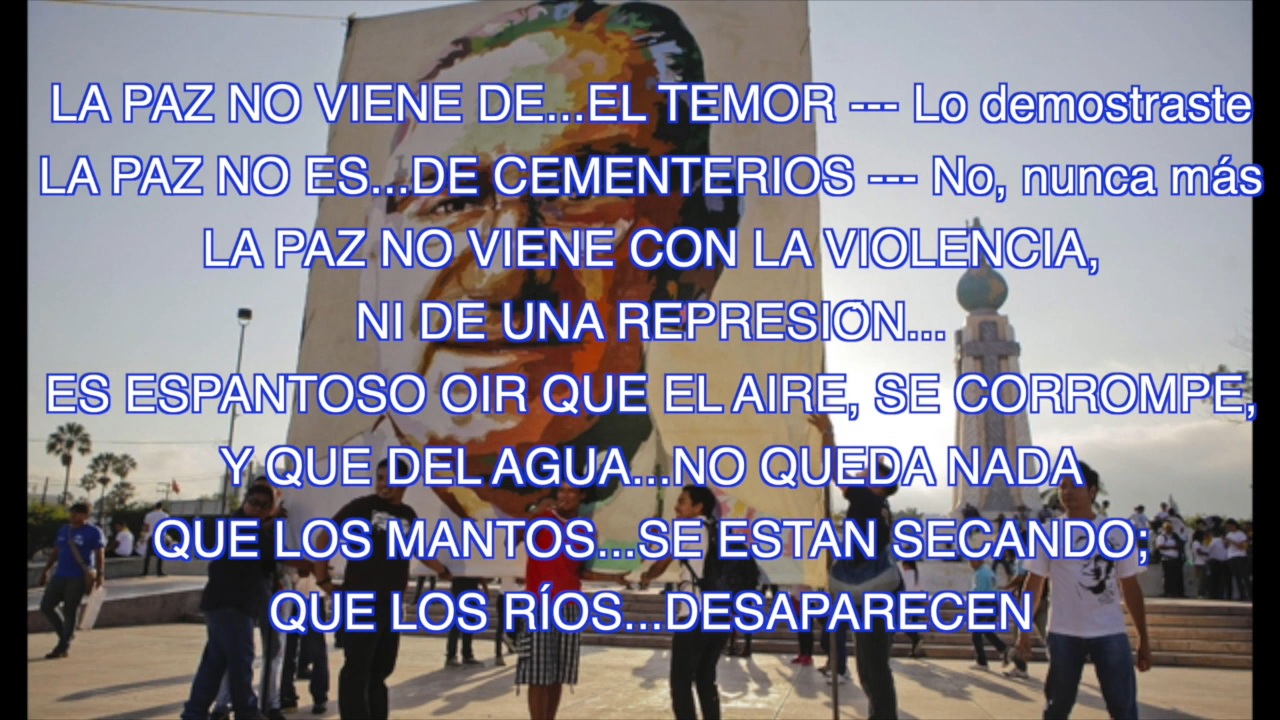 LA PAZ NO VIENE DE...EL TEMOR --- Lo demostraste
LA PAZ NO ES...DE CEMENTERIOS --- No, nunca más
LA PAZ NO VIENE CON LA VIOLENCIA,
NI DE UNA REPRESIÓN...
ES ESPANTOSO OIR QUE EL AIRE, SE CORROMPE,
Y QUE DEL AGUA...NO QUEDA NADA
QUE LOS MANTOS...SE ESTAN SECANDO;
QUE LOS RÍOS...DESAPARECEN